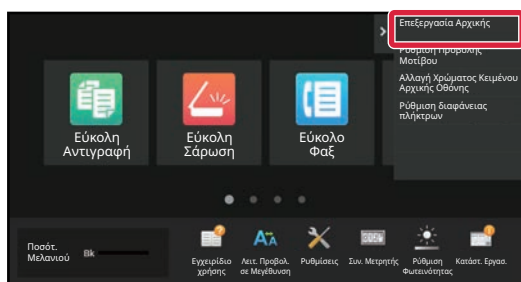 Επεξεργασία Αρχικής
Ρύθμιση Προβολής
Μοτίβου
Αλλαγή Χρώματος Κειμένου
Αρχικής Οθόνης
Ρύθμιση διαφάνειας
πλήκτρων
Εύκολη
Αντιγραφή
Εύκολη
Σάρωση
Εύκολο
Φαξ
Ποσότ.
Μελανιού
Bk
Εγχειρίδιο
χρήσης
Λειτ. Προβολ.
σε Μεγέθυνση
Ρυθμίσεις
Συν. Μετρητής
Ρύθμιση
Φωτεινότητας
Κατάστ. Εργασ.